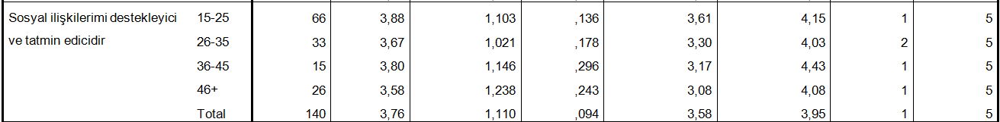 Sosyal ilişkilerimi destekleyici 15-25 66 3,88 1,103 ,136 3,61 4,15 1 5
ve tatmin edicidir 26-35 33 3,67 1,021 ,178 3,30 4,03 2 5
36-45 15 3,80 1,146 ,296 3,17 4,43 1 5
46+ 26 3,58 1,238 ,243 3,08 4,08 1 5
Total 140 3,76 1,110 ,094 3,58 3,95 1 5